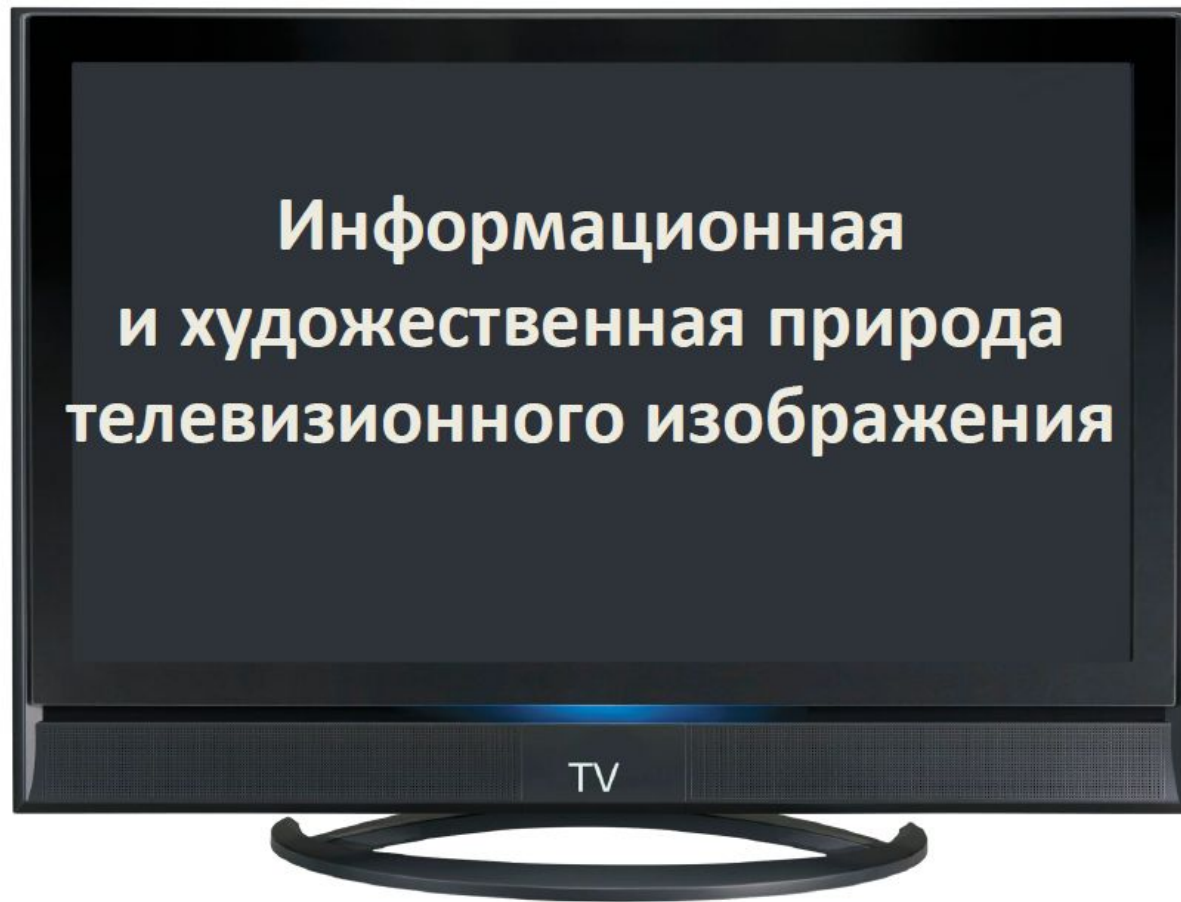 Информационная
и художественная природа
телевизионного изображения
TV